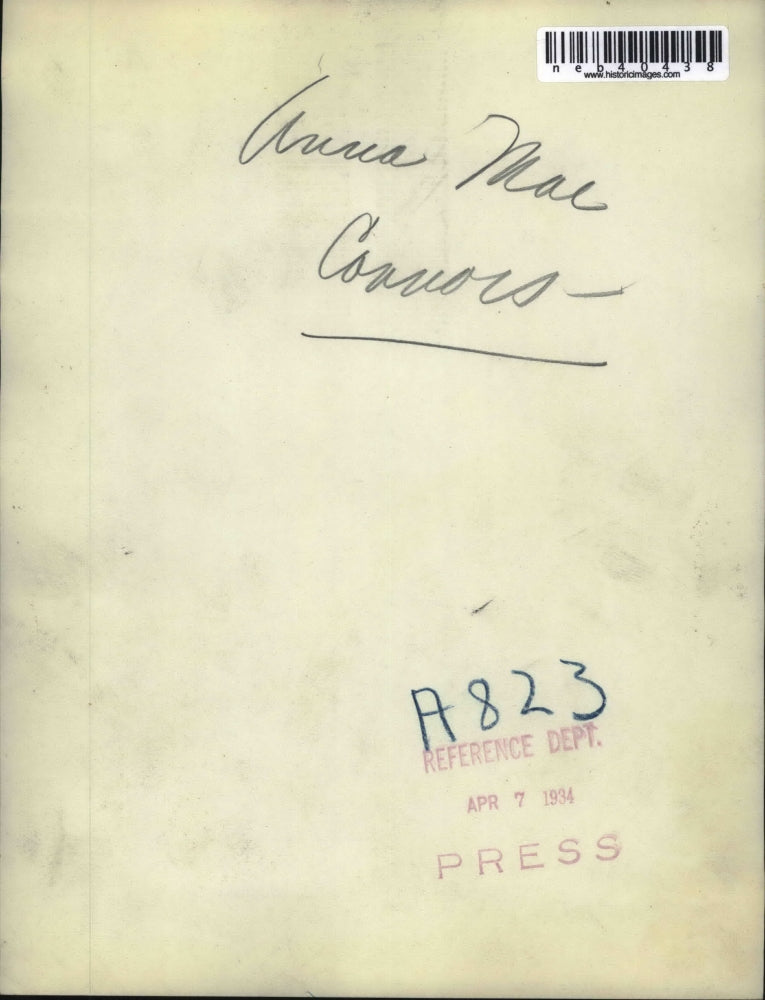 neb40438
www.historicimages.com
Anna Mae
Connors-
A823
REFERENCE DEPT.
APR 7 1934
PRESS